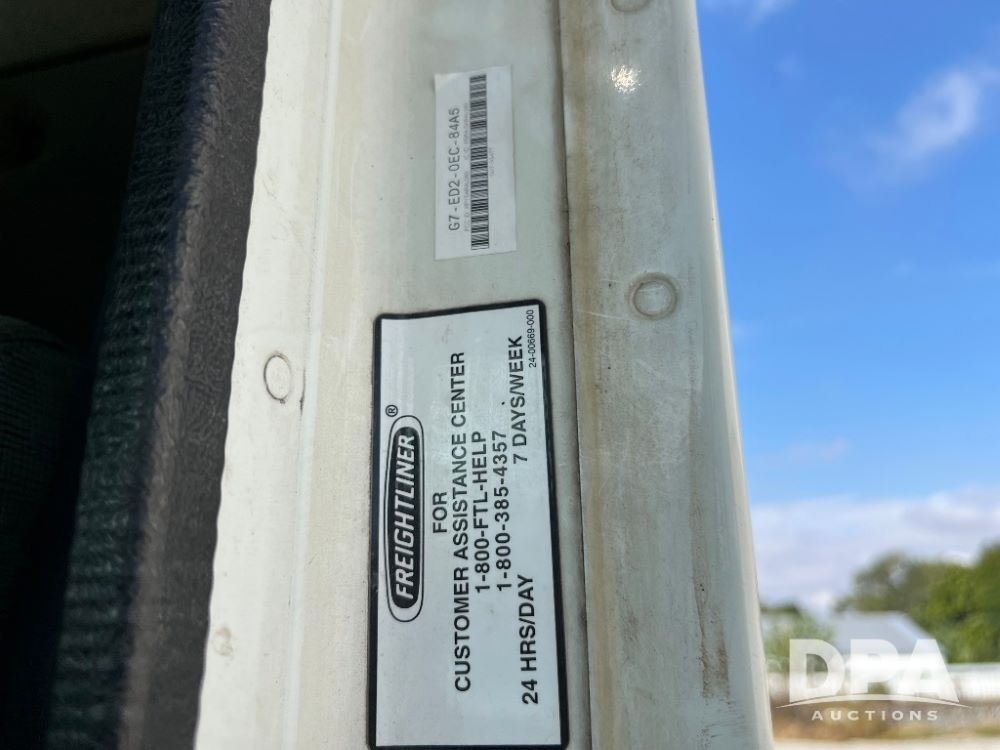 G7-ED2-0EC-84A5
FREIGHTLINER®
FOR
CUSTOMER ASSISTANCE CENTER
1-800-FTL-HELP
1-800-385-4357
24 HRS/DAY 7 DAYS/WEEK
24-00669-000
DPA
AUCTIONS